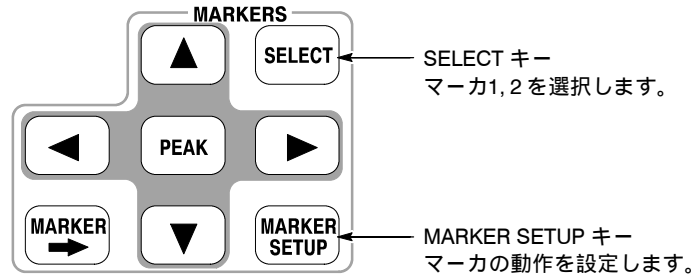 MARKERS
SELECT
SELECT キー
マーカ1, 2 を選択します。
PEAK
MARKER
MARKER
SETUP
MARKER SETUP キー
マーカの動作を設定します。